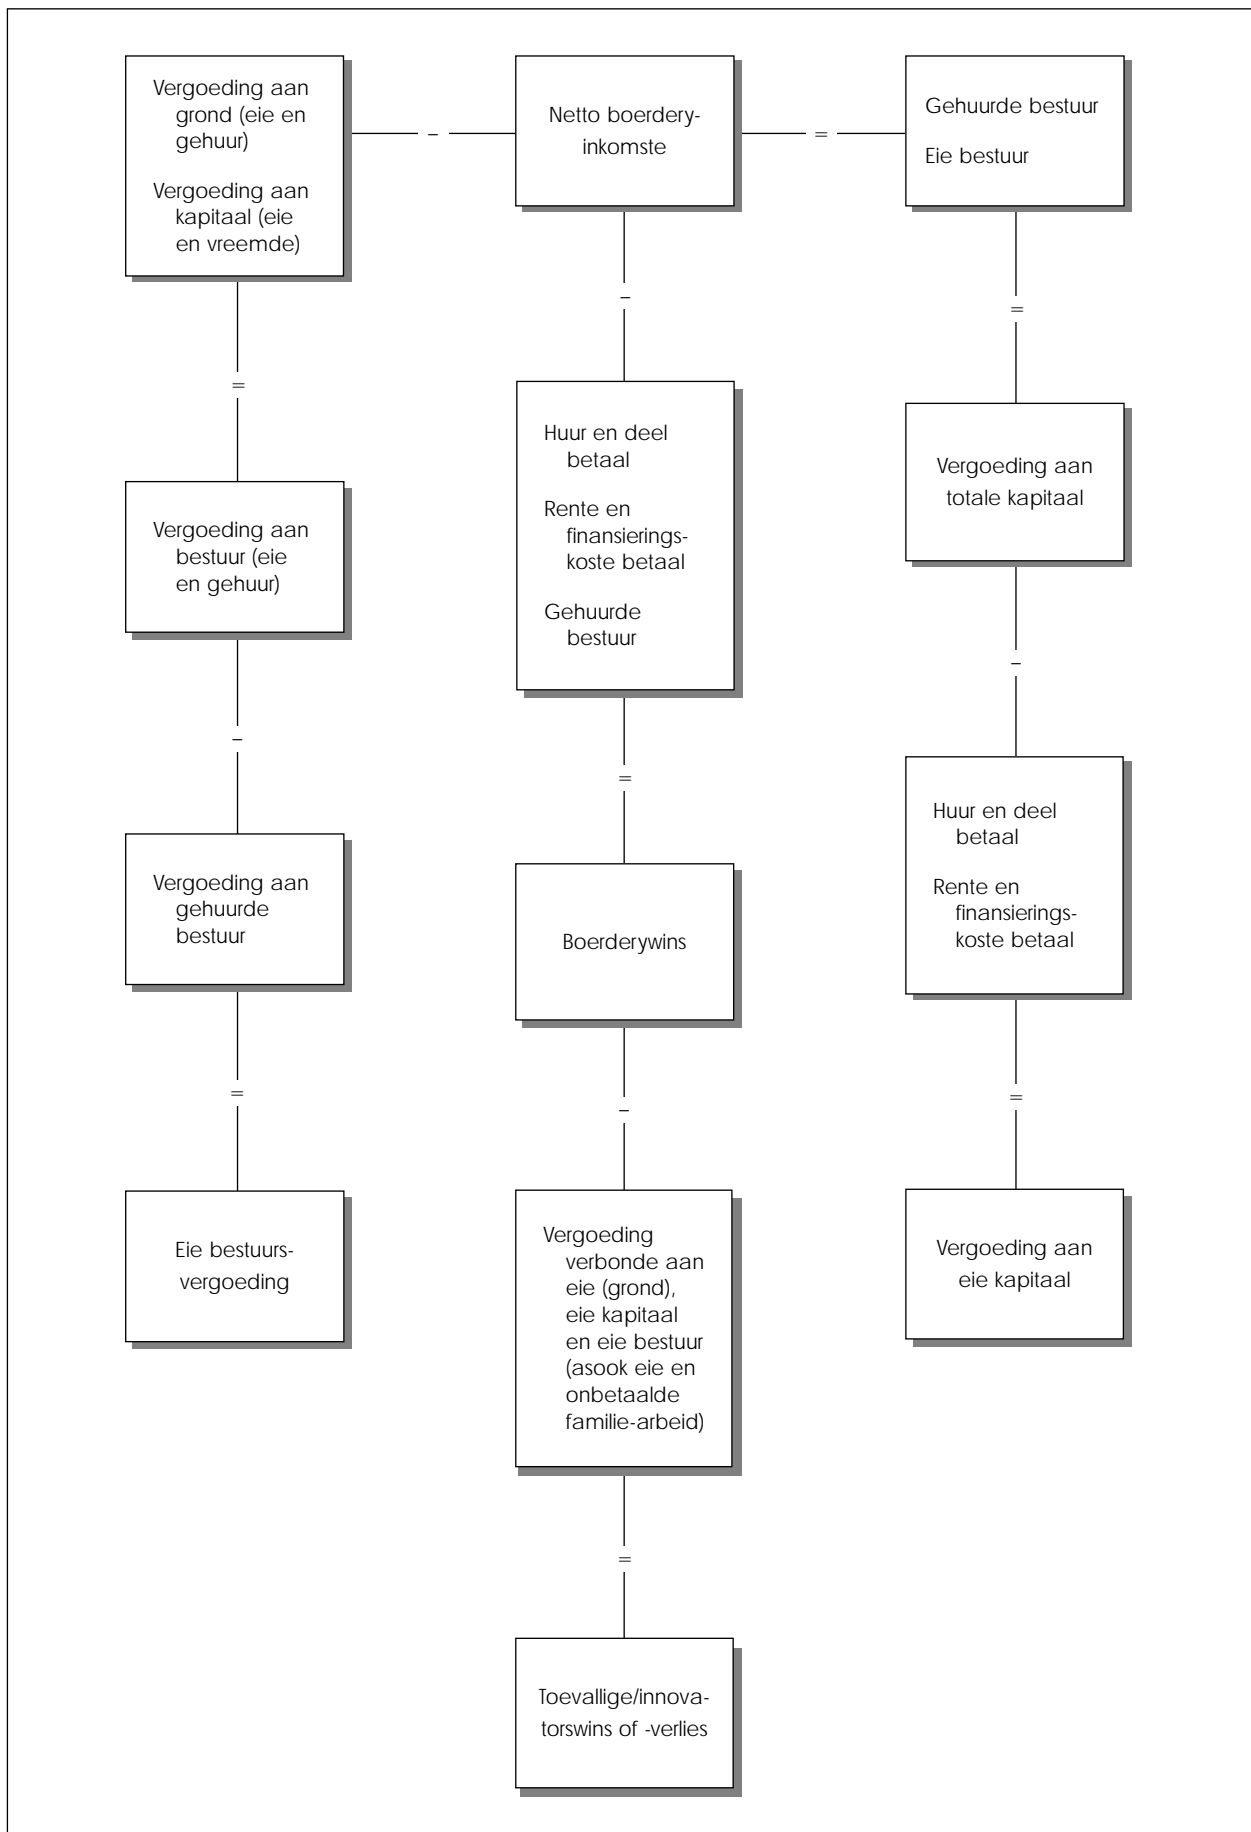 Vergoeding aan
grond (eie en
gehuur)
Vergoeding aan
kapitaal (eie
en vreemde)
–
Netto boerdery-
inkomste
=
Gehuurde bestuur
Eie bestuur
=
Vergoeding aan
bestuur (eie
en gehuur)
–
Vergoeding aan
gehuurde
bestuur
=
Eie bestuurs-
vergoeding
–
Huur en deel
betaal
Rente en
finansierings-
koste betaal
Gehuurde
bestuur
=
Boerderywins
–
Vergoeding
verbonde aan
eie (grond),
eie kapitaal
en eie bestuur
(asook eie en
onbetaalde
familie-arbeid)
=
Toevallige/innova-
torswins of -verlies
=
Vergoeding aan
totale kapitaal
–
Huur en deel
betaal
Rente en
finansierings-
koste betaal
=
Vergoeding aan
eie kapitaal